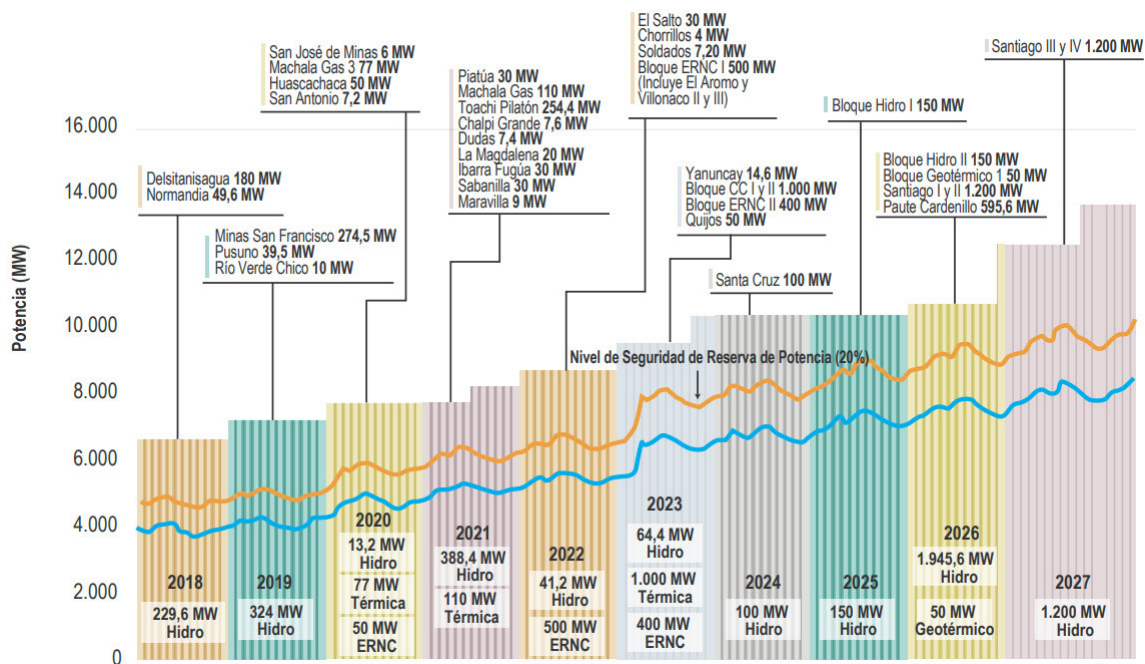 El Salto 30 MW
Chorrillos 4 MW
Soldados 7,20 MW
Bloque ERNC I 500 MW
(Incluye El Aromo y
Villonaco II y III)
Santiago III y IV 1.200 MW
San José de Minas 6 MW
Machala Gas 3 77 MW
Huascachaca 50 MW
San Antonio 7,2 MW
Piatúa 30 MW
Machala Gas 110 MW
Toachi Pilatón 254,4 MW
Chalpi Grande 7,6 MW
Dudas 7,4 MW
La Magdalena 20 MW
Ibarra Fugúa 30 MW
Sabanilla 30 MW
Maravilla 9 MW
Bloque Hidro I 150 MW
Delsitanisagua 180 MW
Normandia 49,6 MW
Yanuncay 14,6 MW
Bloque CC I y II 1.000 MW
Bloque ERNC II 400 MW
Quijos 50 MW
Bloque Hidro II 150 MW
Bloque Geotérmico 1 50 MW
Santiago I y II 1.200 MW
Paute Cardenillo 595,6 MW
Minas San Francisco 274,5 MW
Pusuno 39,5 MW
Río Verde Chico 10 MW
Santa Cruz 100 MW
Nivel de Seguridad de Reserva de Potencia (20%)
Potencia (MW)
16.000
14.000
12.000
10.000
8.000
6.000
4.000
2.000
0
2018
229,6 MW
Hidro
2019
324 MW
Hidro
2020
13,2 MW
Hidro
77 MW
Térmica
50 MW
ERNC
2021
388,4 MW
Hidro
110 MW
Térmica
2022
41,2 MW
Hidro
500 MW
ERNC
2023
64,4 MW
Hidro
1.000 MW
Térmica
400 MW
ERNC
2024
100 MW
Hidro
2025
150 MW
Hidro
2026
1.945,6 MW
Hidro
50 MW
Geotérmico
2027
1.200 MW
Hidro